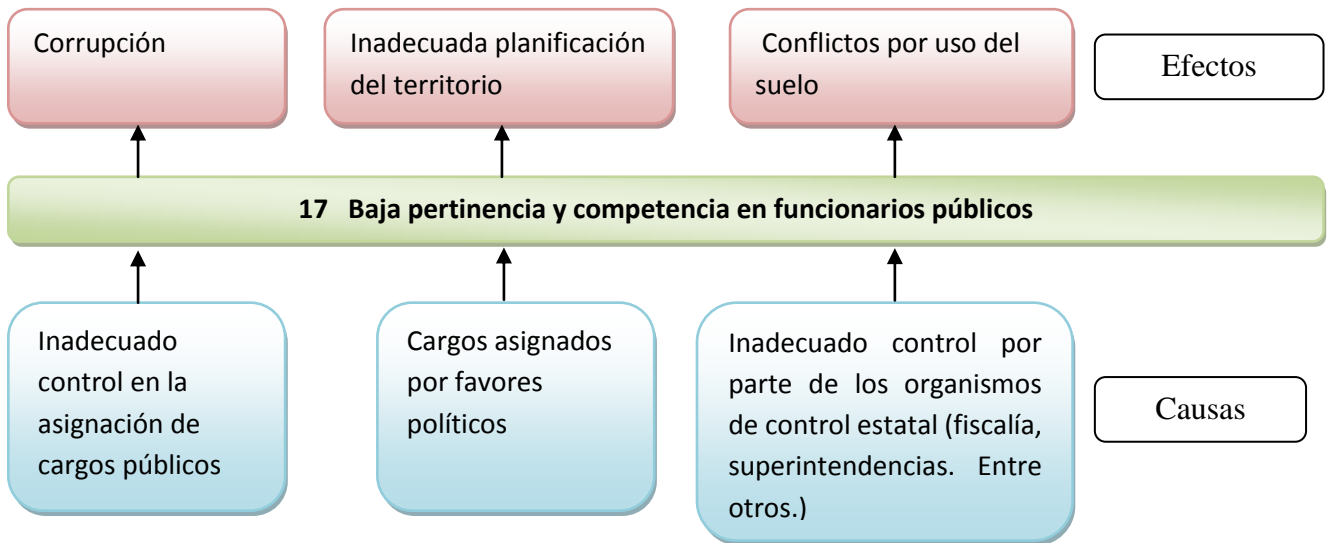 Corrupción
Inadecuada planificación
del territorio
Conflictos por uso del
suelo
Efectos
17 Baja pertinencia y competencia en funcionarios públicos
Inadecuado
control en la
asignación de
cargos públicos
Cargos asignados
por favores
políticos
Inadecuado control por
parte de los organismos
de control estatal (fiscalía,
superintendencias. Entre
otros.)
Causas